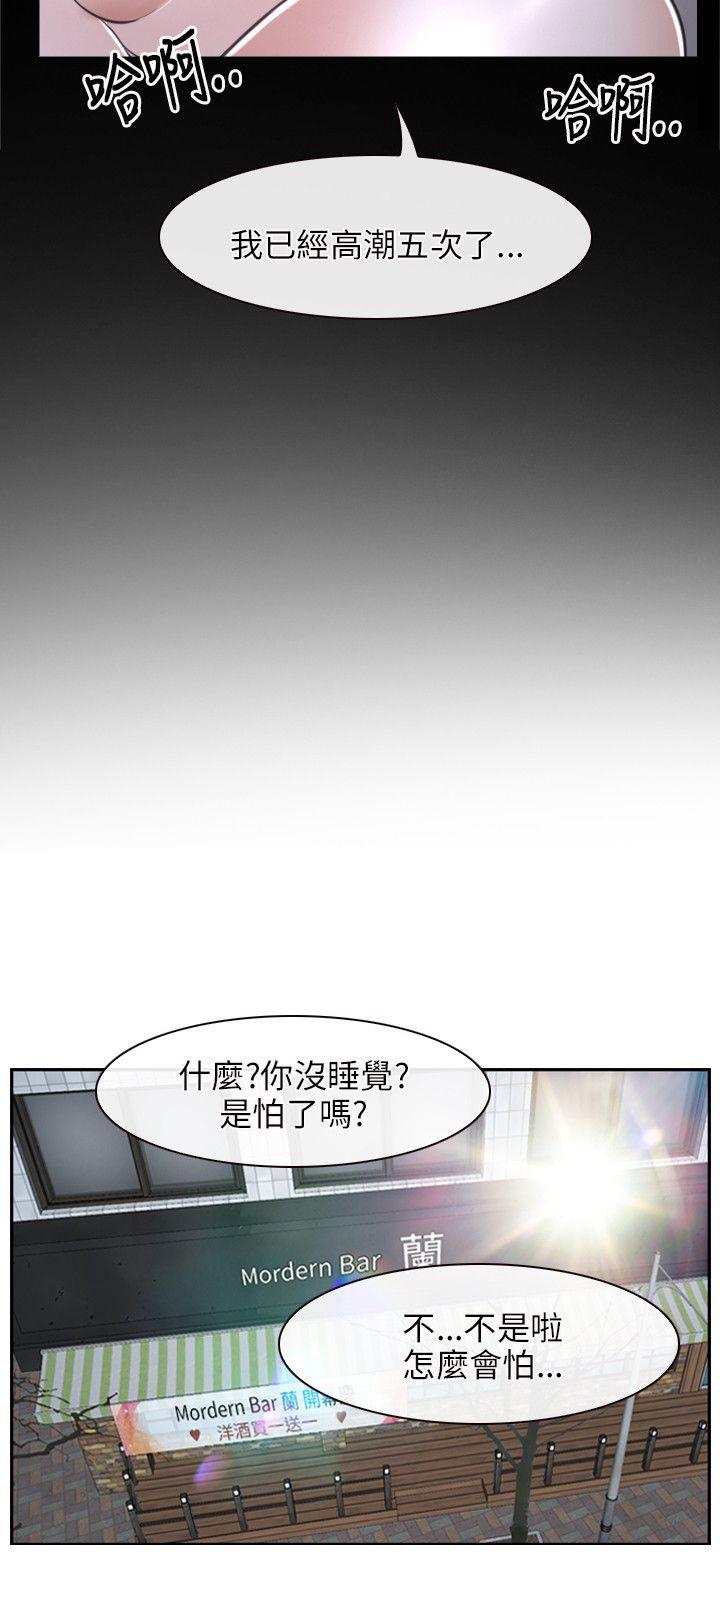 哈啊..
哈啊..
我已經高潮五次了...
什麼?你沒睡覺?
是怕了嗎?
Mordern Bar 蘭
不...不是啦
怎麼會怕...
Mordern Bar 蘭 開幕慶
♥ 洋酒買一送一 ♥